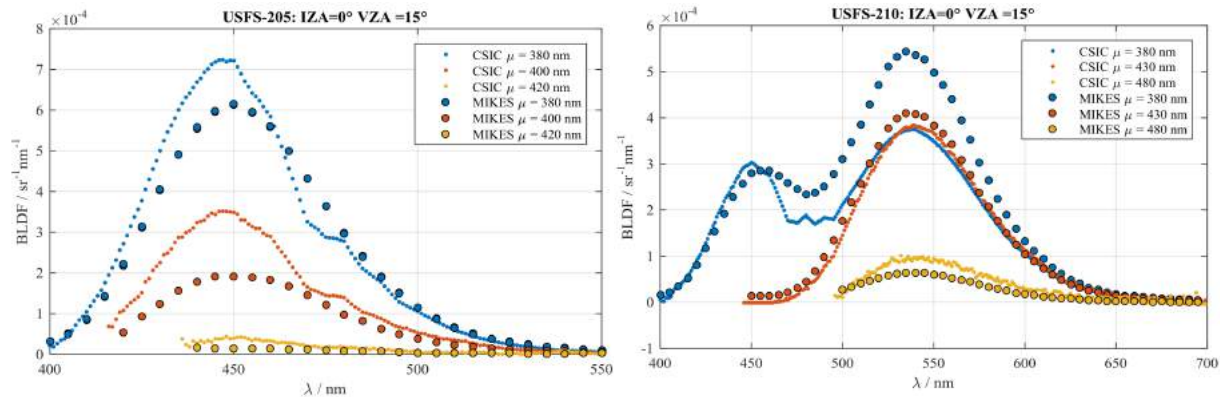 USFS-205: IZA=0° VZA =15°
×10⁻⁴
8
7
6
5
4
3
2
1
0
BLDF / sr⁻¹nm⁻¹
CSIC μ = 380 nm
CSIC μ = 400 nm
CSIC μ = 420 nm
MIKES μ = 380 nm
MIKES μ = 400 nm
MIKES μ = 420 nm
400 450 500 550
λ / nm
USFS-210: IZA=0° VZA =15°
×10⁻⁴
6
5
4
3
2
1
0
-1
BLDF / sr⁻¹nm⁻¹
CSIC μ = 380 nm
CSIC μ = 430 nm
CSIC μ = 480 nm
MIKES μ = 380 nm
MIKES μ = 430 nm
MIKES μ = 480 nm
400 450 500 550 600 650 700
λ / nm